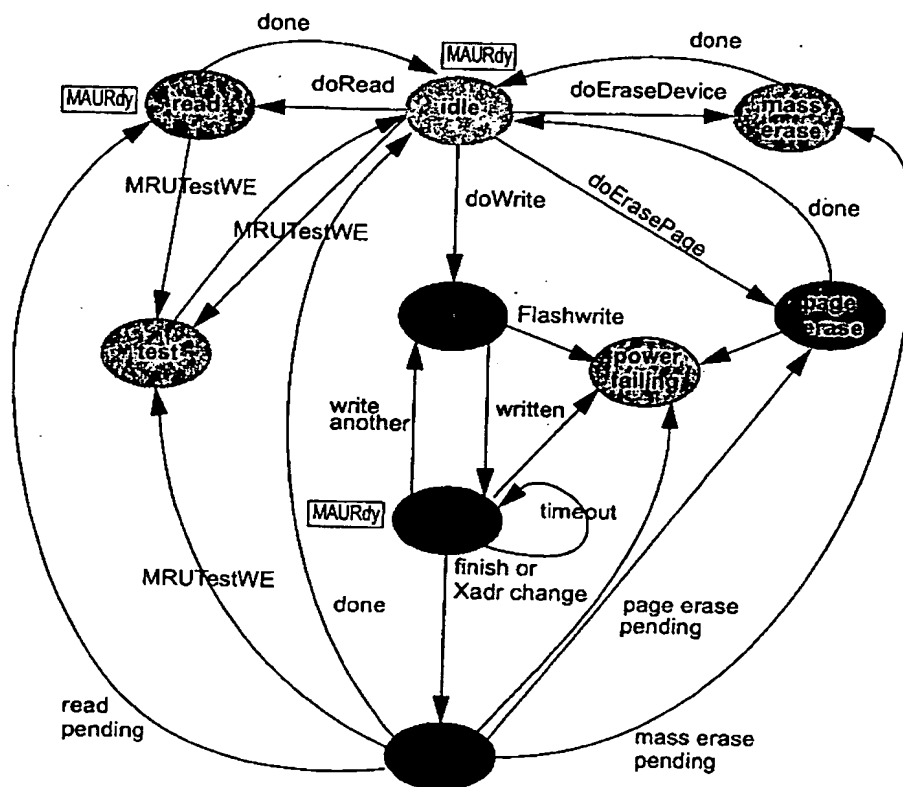 done
MAURdy
done
MAURdy
read
doRead
idle
doEraseDevice
mass
erase
MRUTestWE
MRUTestWE
doWrite
doErasePage
done
test
Flashwrite
power
failing
page
erase
write
another
written
MAURdy
timeout
MRUTestWE
done
finish or
Xadr change
page erase
pending
read
pending
mass erase
pending